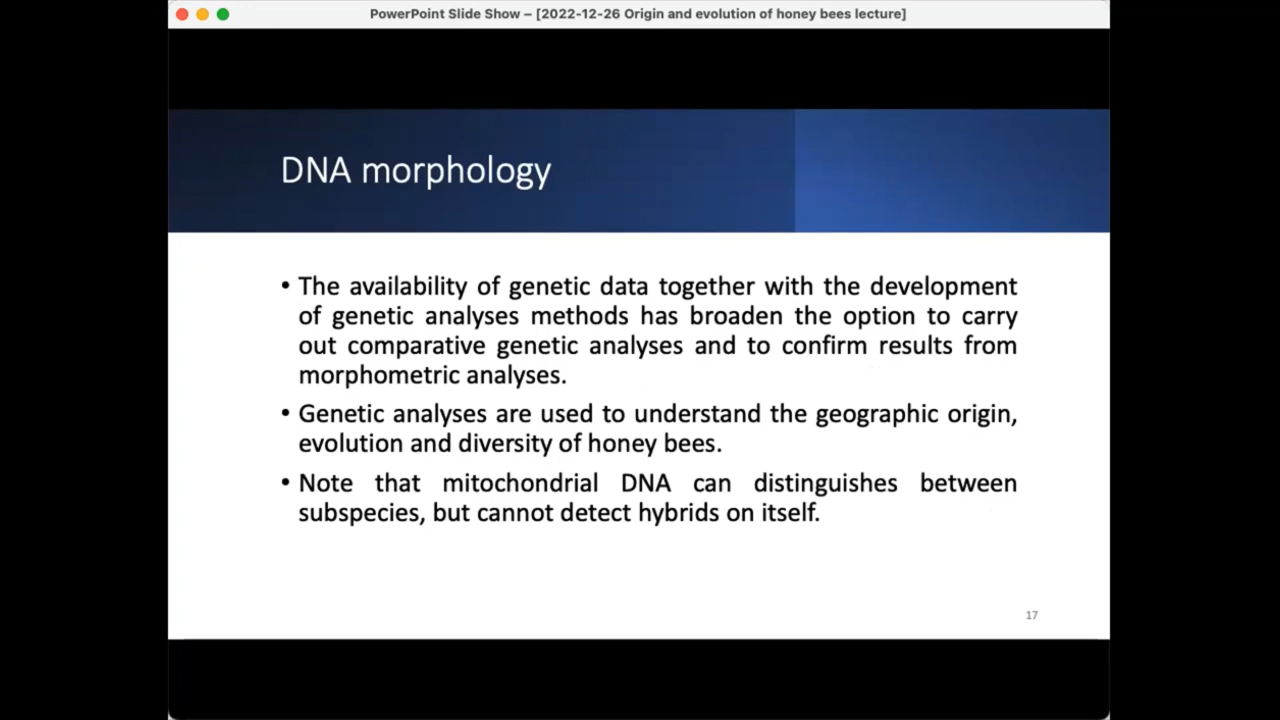 PowerPoint Slide Show – [2022-12-26 Origin and evolution of honey bees lecture]
DNA morphology
• The availability of genetic data together with the development
of genetic analyses methods has broaden the option to carry
out comparative genetic analyses and to confirm results from
morphometric analyses.
• Genetic analyses are used to understand the geographic origin,
evolution and diversity of honey bees.
• Note that mitochondrial DNA can distinguishes between
subspecies, but cannot detect hybrids on itself.
17